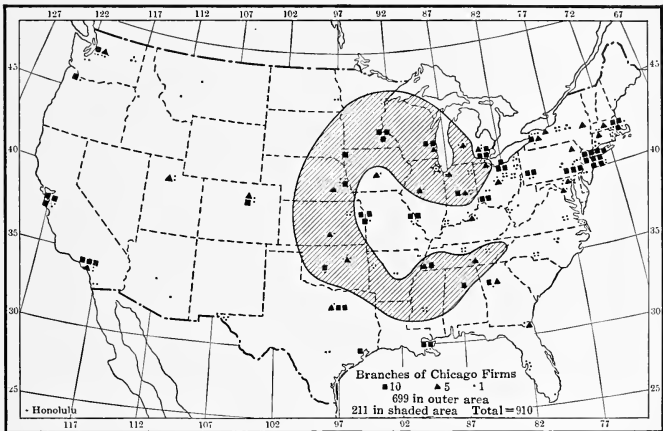 127 122 117 112 107 102 97 92 87 82 77 72 67
45 45
40 40
35 35
30 30
25 25
Branches of Chicago Firms
■ 10 ▲ 5 · 1
699 in outer area
211 in shaded area Total=910
· Honolulu
117 112 107 102 97 92 87 82 77